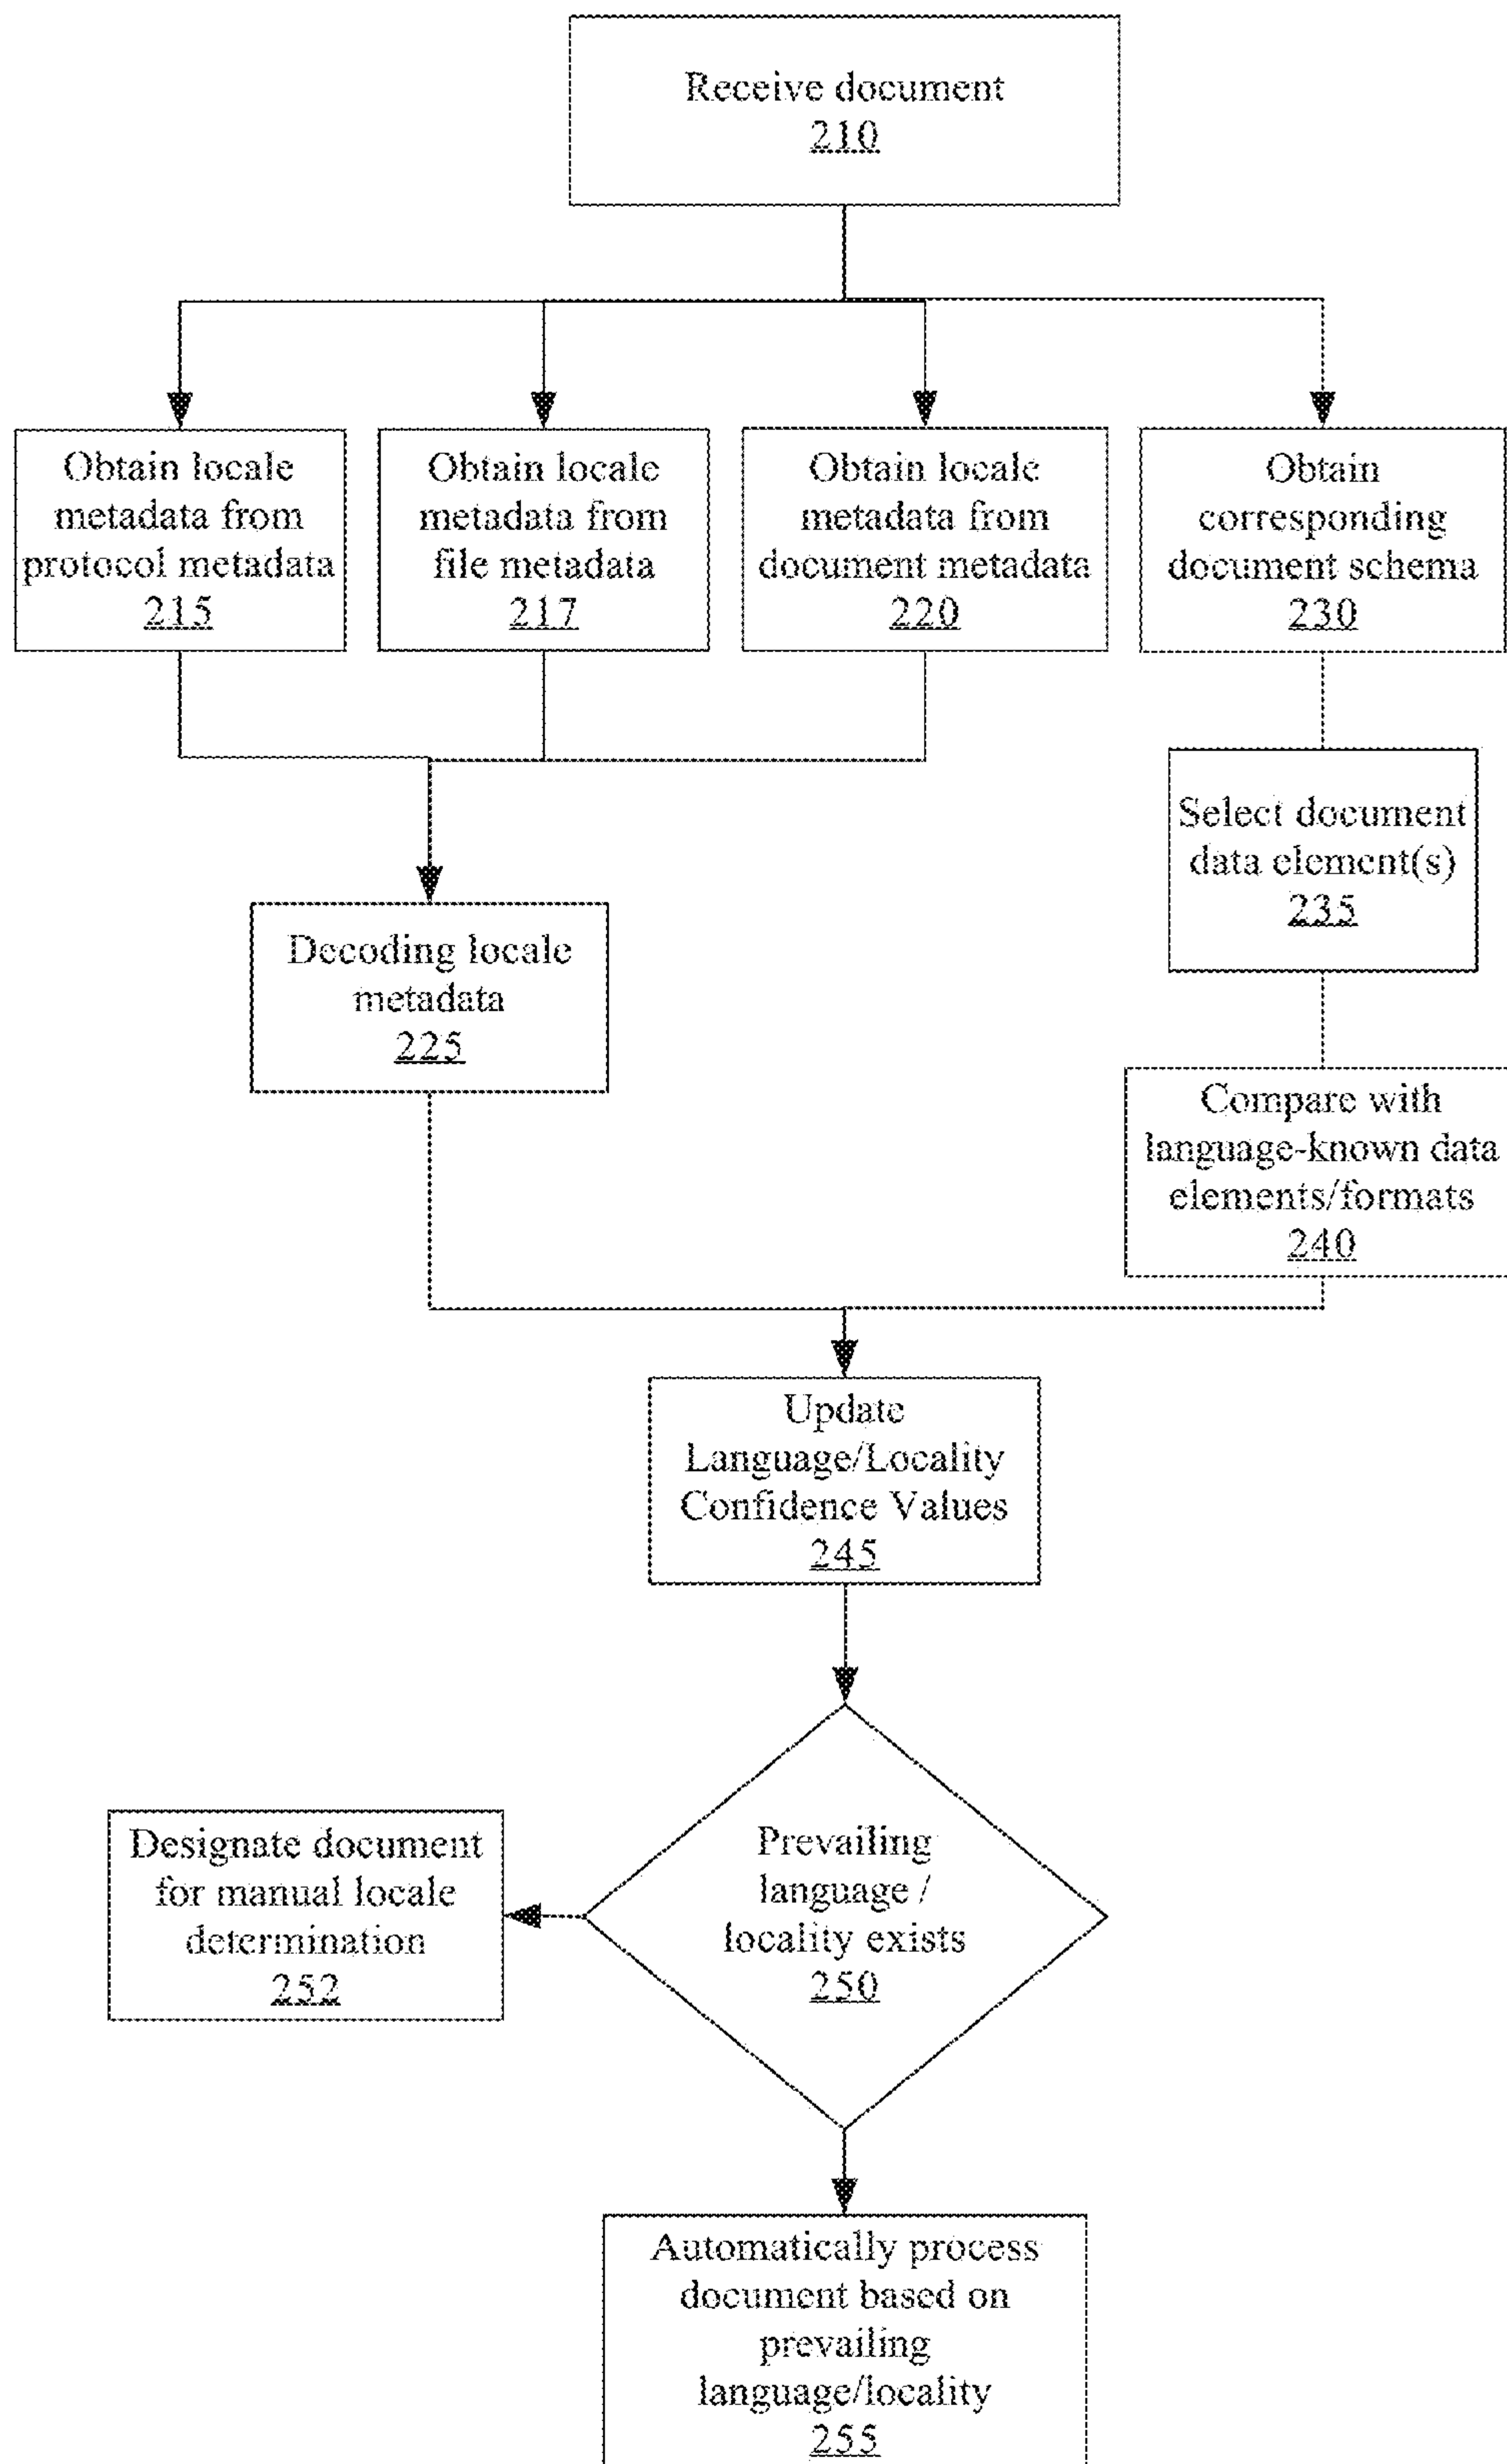 Receive document
210
Obtain locale
metadata from
protocol metadata
215
Obtain locale
metadata from
file metadata
217
Obtain locale
metadata from
document metadata
220
Obtain
corresponding
document schema
230
Select document
data element(s)
235
Decoding locale
metadata
225
Compare with
language-known data
elements/formats
240
Update
Language/Locality
Confidence Values
245
Prevailing
language /
locality exists
250
Designate document
for manual locale
determination
252
Automatically process
document based on
prevailing
language/locality
255